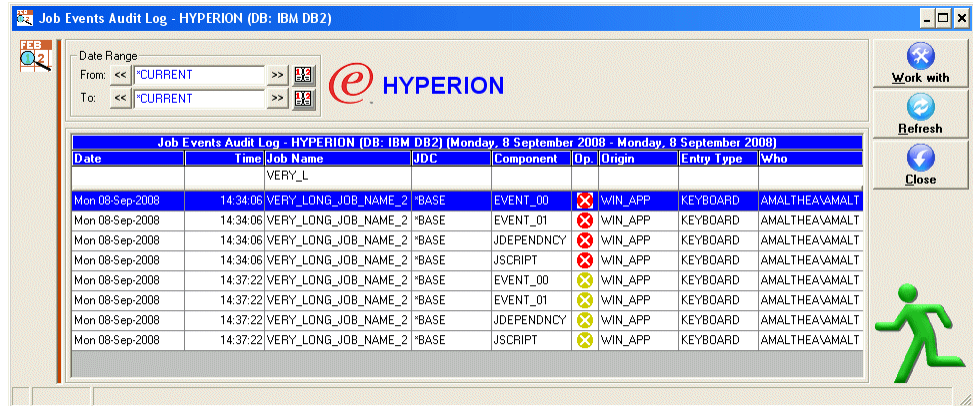 Job Events Audit Log - HYPERION (DB: IBM DB2)
FEB
2
Date Range
From: << *CURRENT >>
To: << *CURRENT >>
e HYPERION
Work with
Refresh
Close
Job Events Audit Log - HYPERION (DB: IBM DB2) (Monday, 8 September 2008 - Monday, 8 September 2008)
Date Time Job Name JDC Component Op. Origin Entry Type Who
VERY_L
Mon 08-Sep-2008 14:34:06 VERY_LONG_JOB_NAME_2 *BASE EVENT_00 WIN_APP KEYBOARD AMALTHEA\AMALT
Mon 08-Sep-2008 14:34:06 VERY_LONG_JOB_NAME_2 *BASE EVENT_01 WIN_APP KEYBOARD AMALTHEA\AMALT
Mon 08-Sep-2008 14:34:06 VERY_LONG_JOB_NAME_2 *BASE JDEPENDNCY WIN_APP KEYBOARD AMALTHEA\AMALT
Mon 08-Sep-2008 14:34:06 VERY_LONG_JOB_NAME_2 *BASE JSCRIPT WIN_APP KEYBOARD AMALTHEA\AMALT
Mon 08-Sep-2008 14:37:22 VERY_LONG_JOB_NAME_2 *BASE EVENT_00 WIN_APP KEYBOARD AMALTHEA\AMALT
Mon 08-Sep-2008 14:37:22 VERY_LONG_JOB_NAME_2 *BASE EVENT_01 WIN_APP KEYBOARD AMALTHEA\AMALT
Mon 08-Sep-2008 14:37:22 VERY_LONG_JOB_NAME_2 *BASE JDEPENDNCY WIN_APP KEYBOARD AMALTHEA\AMALT
Mon 08-Sep-2008 14:37:22 VERY_LONG_JOB_NAME_2 *BASE JSCRIPT WIN_APP KEYBOARD AMALTHEA\AMALT